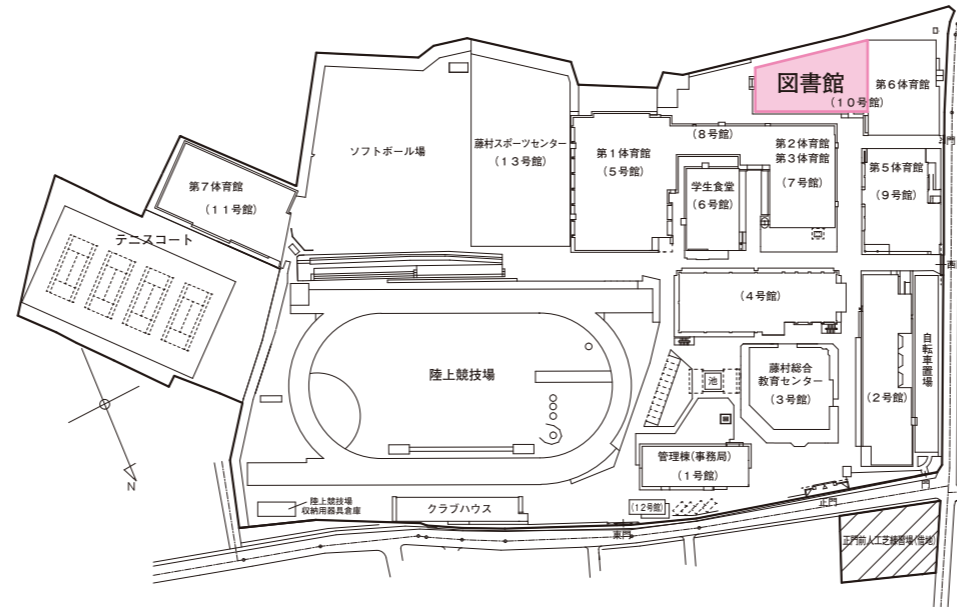 図書館
(10号館)
第6体育館
(8号館)
第2体育館
第3体育館
(7号館)
藤村スポーツセンター
(13号館)
第1体育館
(5号館)
ソフトボール場
学生食堂
(6号館)
第5体育館
(9号館)
第7体育館
(11号館)
テニスコート
(4号館)
自転車置場
(2号館)
藤村総合
教育センター
(3号館)
池
陸上競技場
管理棟(事務局)
(1号館)
N
陸上競技場
収納用器具倉庫
クラブハウス
(12号館)
正門
東門
正門前人工芝練習場(借地)